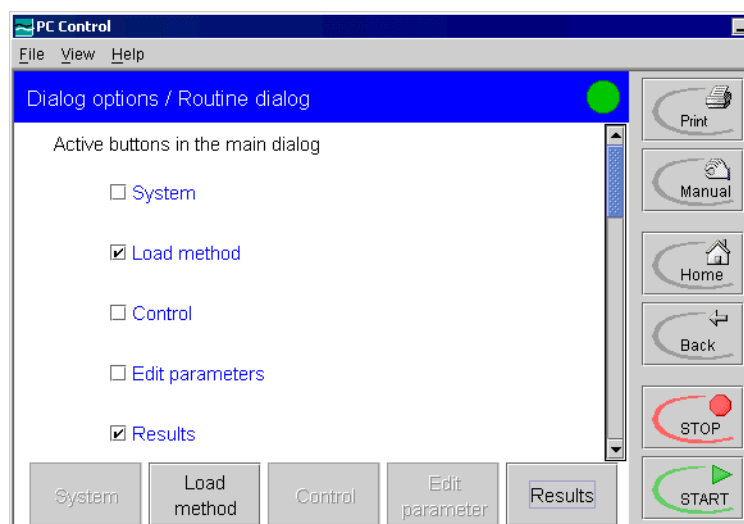 PC Control
File View Help
Dialog options / Routine dialog
Active buttons in the main dialog
System
Load method
Control
Edit parameters
Results
System
Load
method
Control
Edit
parameter
Results
Print
Manual
Home
Back
STOP
START